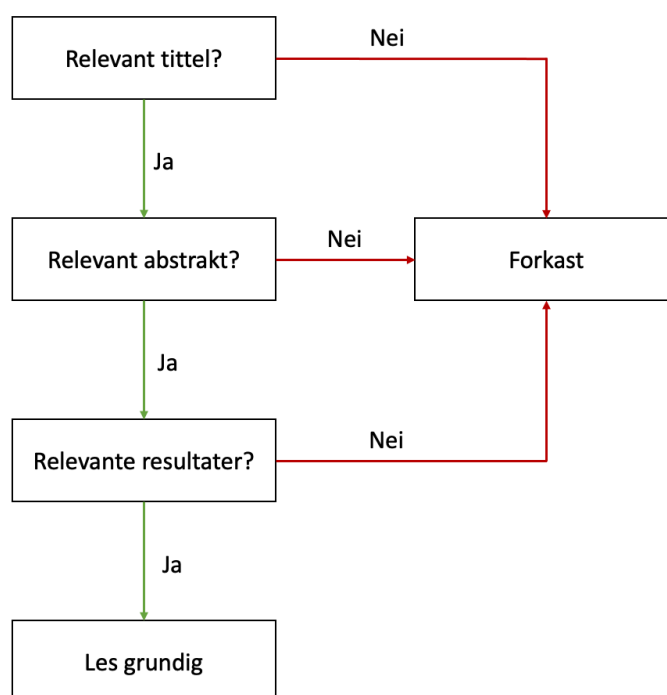 Relevant tittel?
Nei
Ja
Relevant abstrakt?
Nei
Forkast
Ja
Relevante resultater?
Nei
Ja
Les grundig